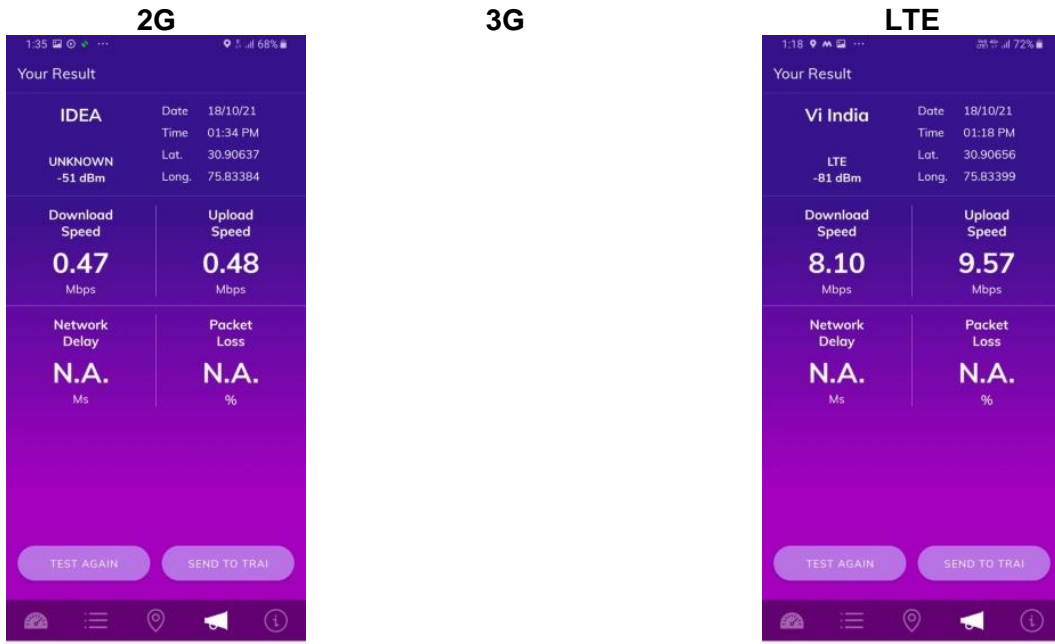 2G
3G
LTE
1:35
68%
Your Result
IDEA
Date 18/10/21
Time 01:34 PM
UNKNOWN
-51 dBm
Lat. 30.90637
Long. 75.83384
Download
Speed
Upload
Speed
0.47
0.48
Mbps
Mbps
Network
Delay
Packet
Loss
N.A.
N.A.
Ms
%
TEST AGAIN
SEND TO TRAI
1:18
72%
Your Result
Vi India
Date 18/10/21
Time 01:18 PM
LTE
-81 dBm
Lat. 30.90656
Long. 75.83399
Download
Speed
Upload
Speed
8.10
9.57
Mbps
Mbps
Network
Delay
Packet
Loss
N.A.
N.A.
Ms
%
TEST AGAIN
SEND TO TRAI